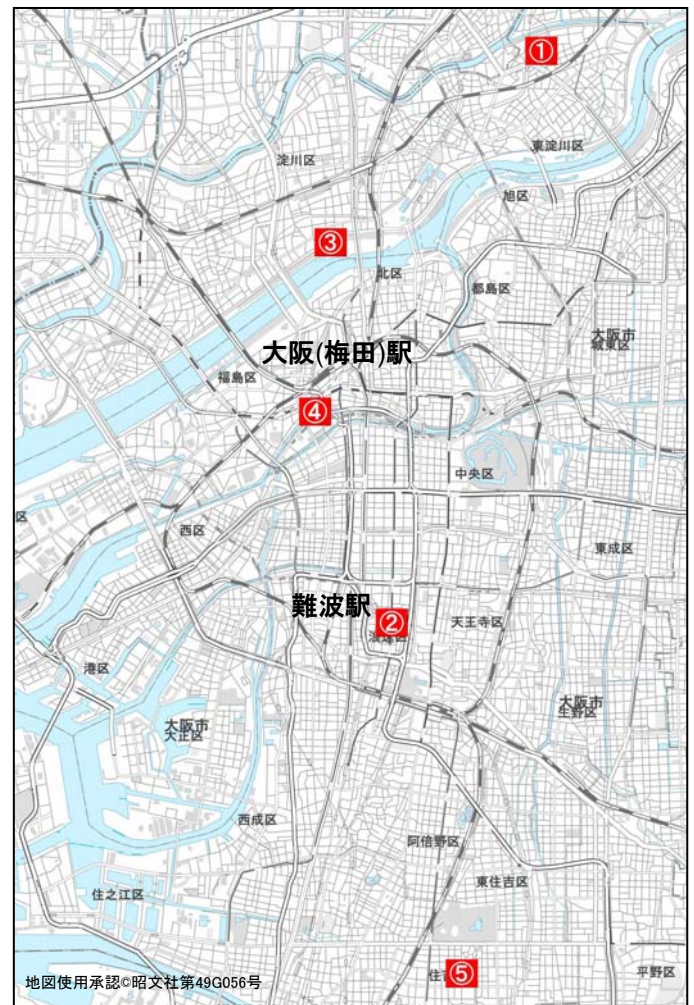 ①
淀川区
東淀川区
旭区
③
北区
都島区
大阪(梅田)駅
大阪市
城東区
福島区
④
中央区
区
西区
東成区
難波駅
②
天王寺区
港区
大阪市
大正区
大阪市
生野区
西成区
阿倍野区
住之江区
東住吉区
⑤
平野区
地図使用承認©昭文社第49G056号